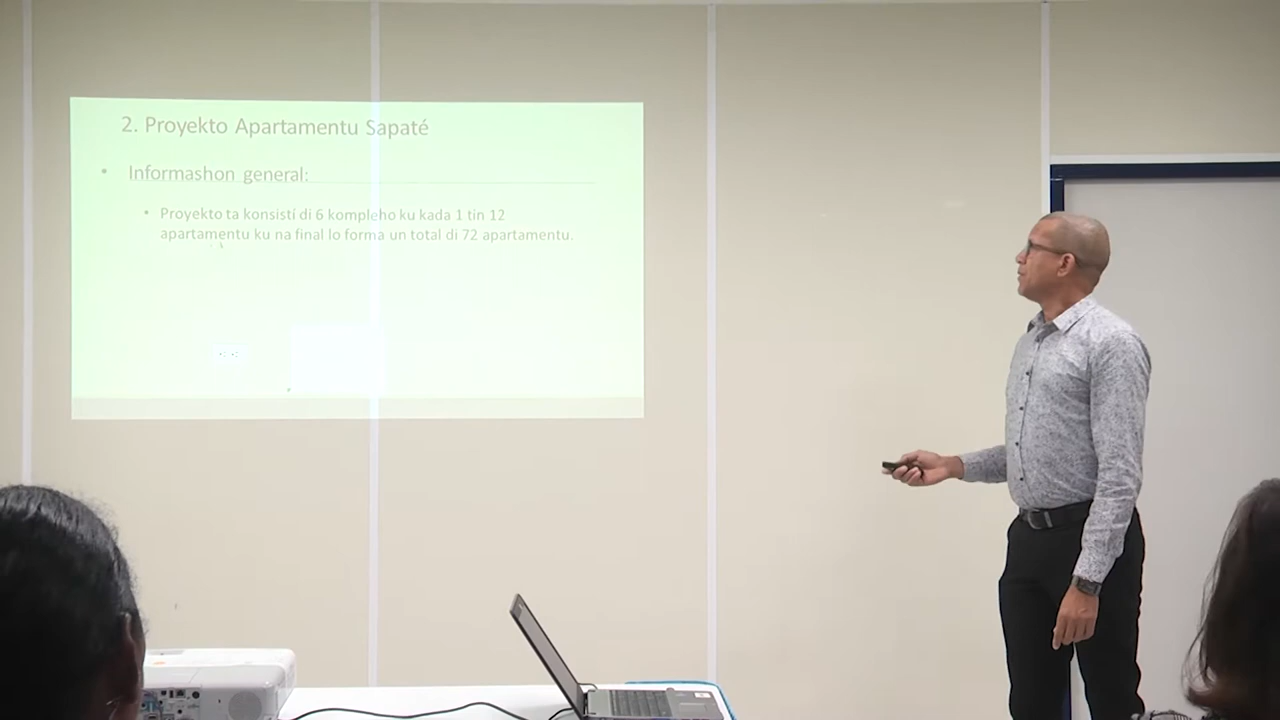 2. Proyekto Apartamentu Sapaté
• Informashon general:
• Proyekto ta konsistí di 6 kompleho ku kada 1 tin 12
apartamentu ku na final lo forma un total di 72 apartamentu.